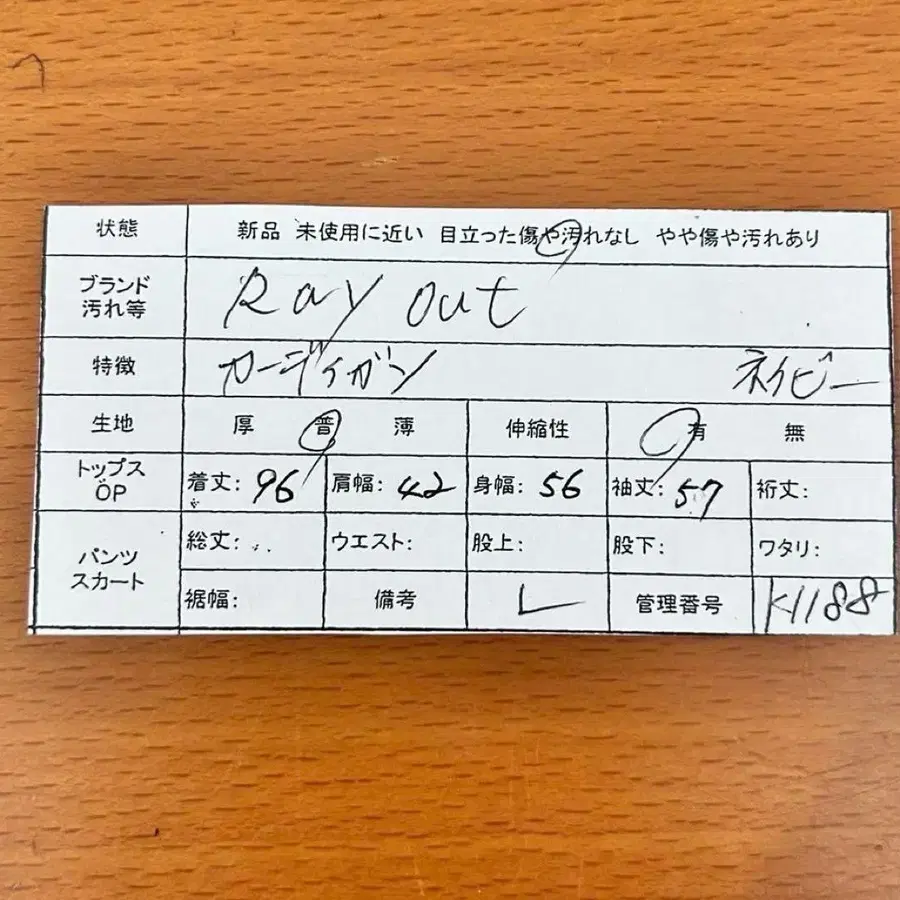 状態 新品 未使用に近い 目立った傷や汚れなし やや傷や汚れあり
ブランド
汚れ等 Ray out
特徴 カーディガン ネイビー
生地 厚 普 薄 伸縮性 有 無
トップス
OP 着丈: 96 肩幅: 42 身幅: 56 袖丈: 57 裄丈:
パンツ
スカート 総丈: ウエスト: 股上: 股下: ワタリ:
裾幅: 備考 L 管理番号 K1188